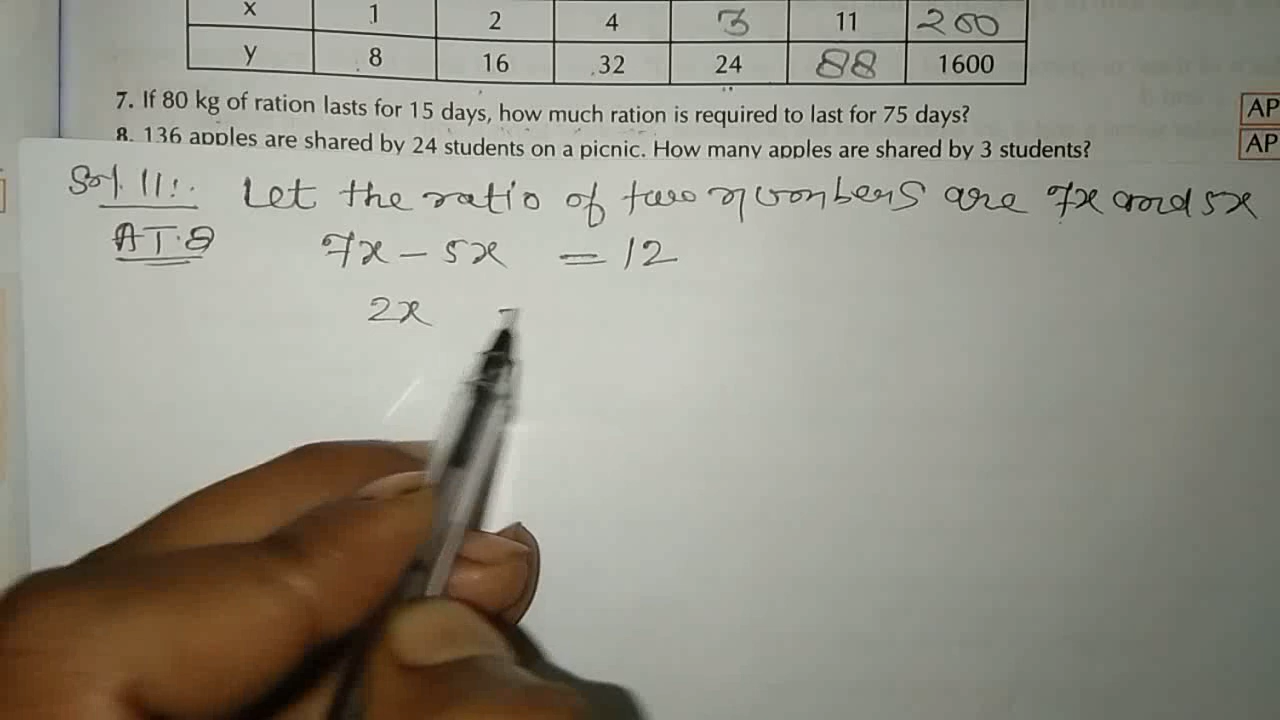 x 1 2 4 3 11 200
y 8 16 32 24 88 1600
7. If 80 kg of ration lasts for 15 days, how much ration is required to last for 75 days? AP
8. 136 apples are shared by 24 students on a picnic. How many apples are shared by 3 students? AP
Sol. 11:. Let the ratio of two numbers are 7x and 5x
A.T.Q 7x - 5x = 12
2x